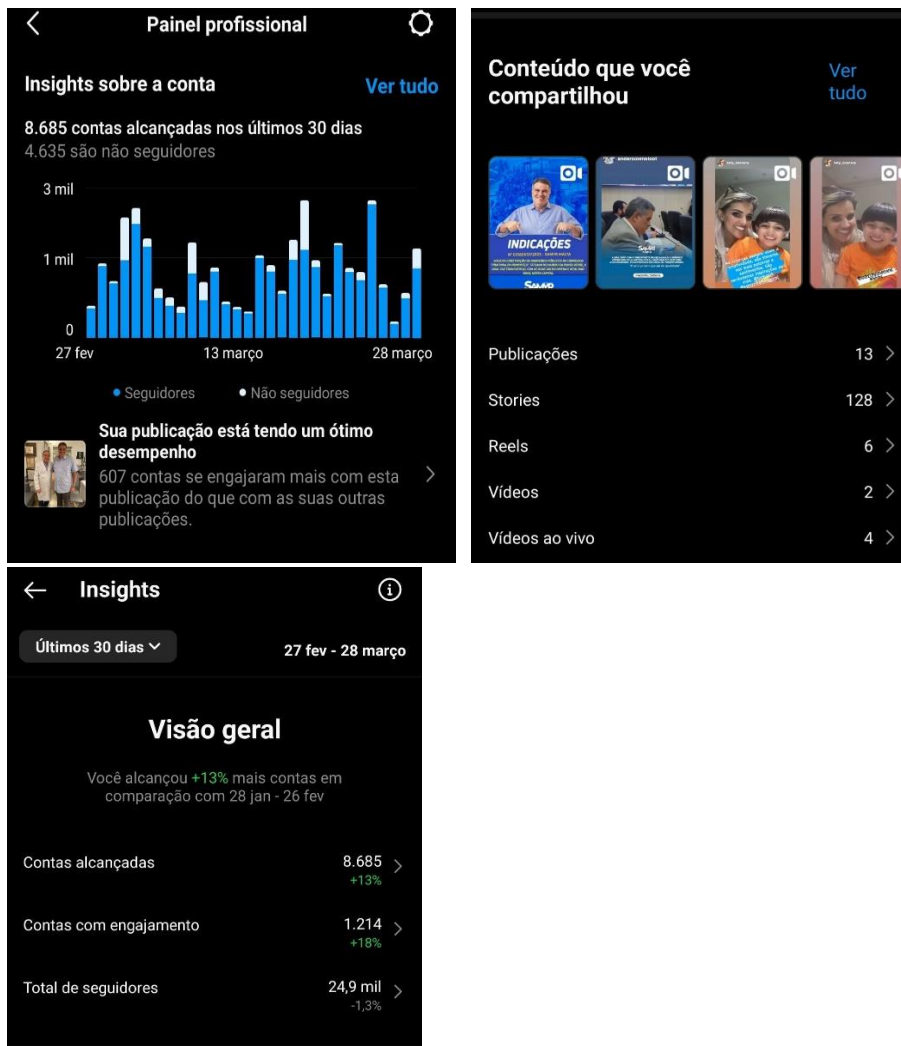 Painel profissional
Insights sobre a conta
Ver tudo
8.685 contas alcançadas nos últimos 30 dias
4.635 são não seguidores
3 mil
1 mil
0
27 fev
13 março
28 março
Seguidores
Não seguidores
Sua publicação está tendo um ótimo
desempenho
607 contas se engajaram mais com esta
publicação do que com as suas outras
publicações.
Conteúdo que você
compartilhou
Ver
tudo
INDICAÇÕES
Publicações
13
Stories
128
Reels
6
Vídeos
2
Vídeos ao vivo
4
Insights
Últimos 30 dias
27 fev - 28 março
Visão geral
Você alcançou +13% mais contas em
comparação com 28 jan - 26 fev
Contas alcançadas
8.685
+13%
Contas com engajamento
1.214
+18%
Total de seguidores
24,9 mil
-1,3%